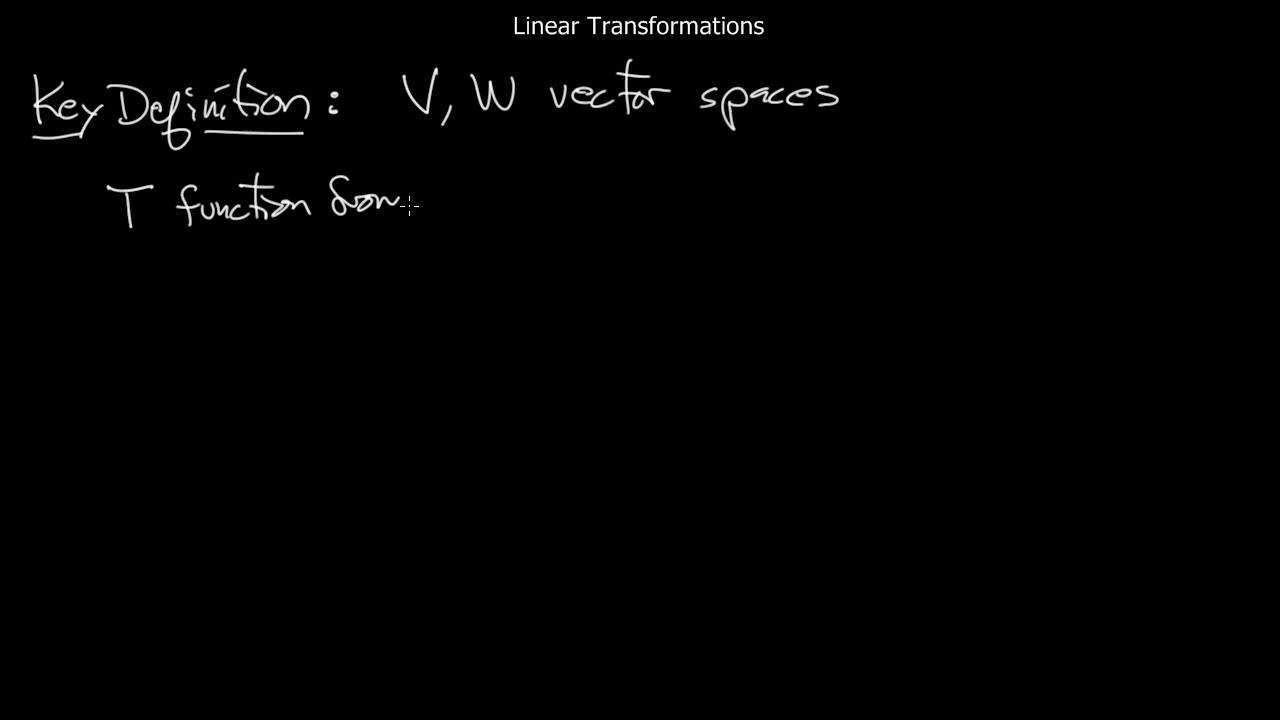 Linear Transformations
Key Definition: V, W vector spaces
T function from